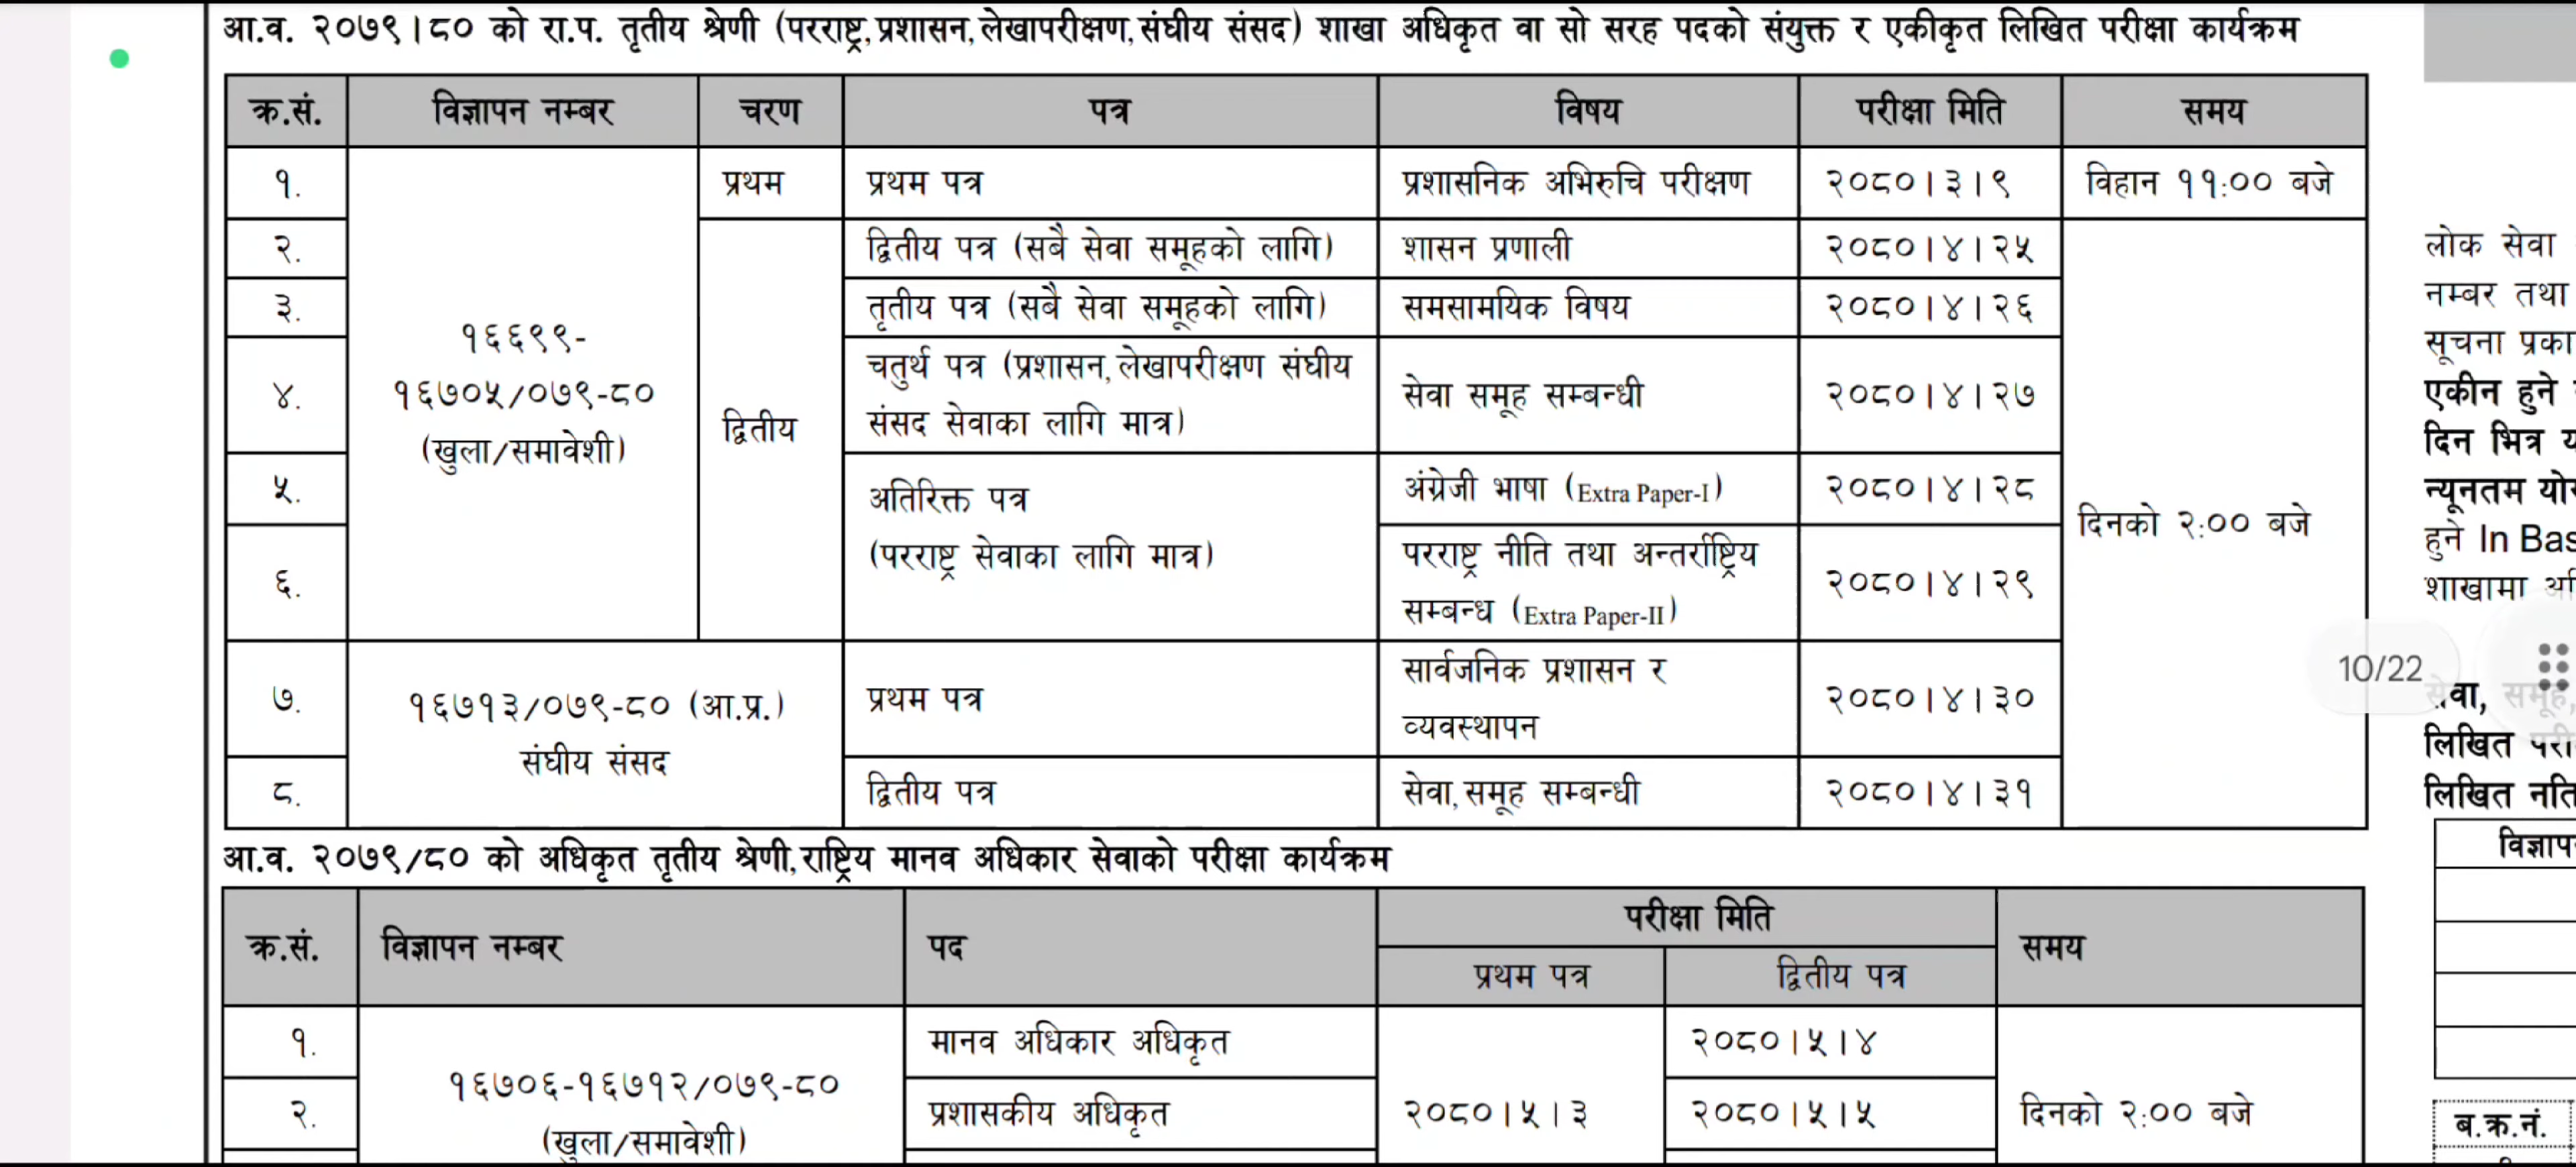 आ.व. २०७९।८० को रा.प. तृतीय श्रेणी (परराष्ट्र,प्रशासन,लेखापरीक्षण,संघीय संसद) शाखा अधिकृत वा सो सरह पदको संयुक्त र एकीकृत लिखित परीक्षा कार्यक्रम
क्र.सं. विज्ञापन नम्बर चरण पत्र विषय परीक्षा मिति समय
१. प्रथम प्रथम पत्र प्रशासनिक अभिरुचि परीक्षण २०८०।३।९ विहान ११:०० बजे
२. द्वितीय पत्र (सबै सेवा समूहको लागि) शासन प्रणाली २०८०।४।२५
३. तृतीय पत्र (सबै सेवा समूहको लागि) समसामयिक विषय २०८०।४।२६
१६६९९-
१६७०५/०७९-८०
(खुला/समावेशी)
द्वितीय
४. चतुर्थ पत्र (प्रशासन,लेखापरीक्षण संघीय
संसद सेवाका लागि मात्र) सेवा समूह सम्बन्धी २०८०।४।२७
५. अतिरिक्त पत्र
(परराष्ट्र सेवाका लागि मात्र)
अंग्रेजी भाषा (Extra Paper-I) २०८०।४।२८
दिनको २:०० बजे
६. परराष्ट्र नीति तथा अन्तर्राष्ट्रिय
सम्बन्ध (Extra Paper-II) २०८०।४।२९
७. १६७१३/०७९-८० (आ.प्र.)
संघीय संसद
प्रथम पत्र सार्वजनिक प्रशासन र
व्यवस्थापन २०८०।४।३०
८. द्वितीय पत्र सेवा,समूह सम्बन्धी २०८०।४।३१
आ.व. २०७९/८० को अधिकृत तृतीय श्रेणी,राष्ट्रिय मानव अधिकार सेवाको परीक्षा कार्यक्रम
क्र.सं. विज्ञापन नम्बर पद परीक्षा मिति समय
प्रथम पत्र द्वितीय पत्र
१. मानव अधिकार अधिकृत २०८०।५।४
१६७०६-१६७१२/०७९-८०
(खुला/समावेशी)
२. प्रशासकीय अधिकृत २०८०।५।३ २०८०।५।५ दिनको २:०० बजे
लोक सेवा
नम्बर तथा
सूचना
एकीन हुने
दिन भित्र
न्यूनतम
हुने In
शाखामा
10/22
लिखित
लिखित
ब.क्र.नं.